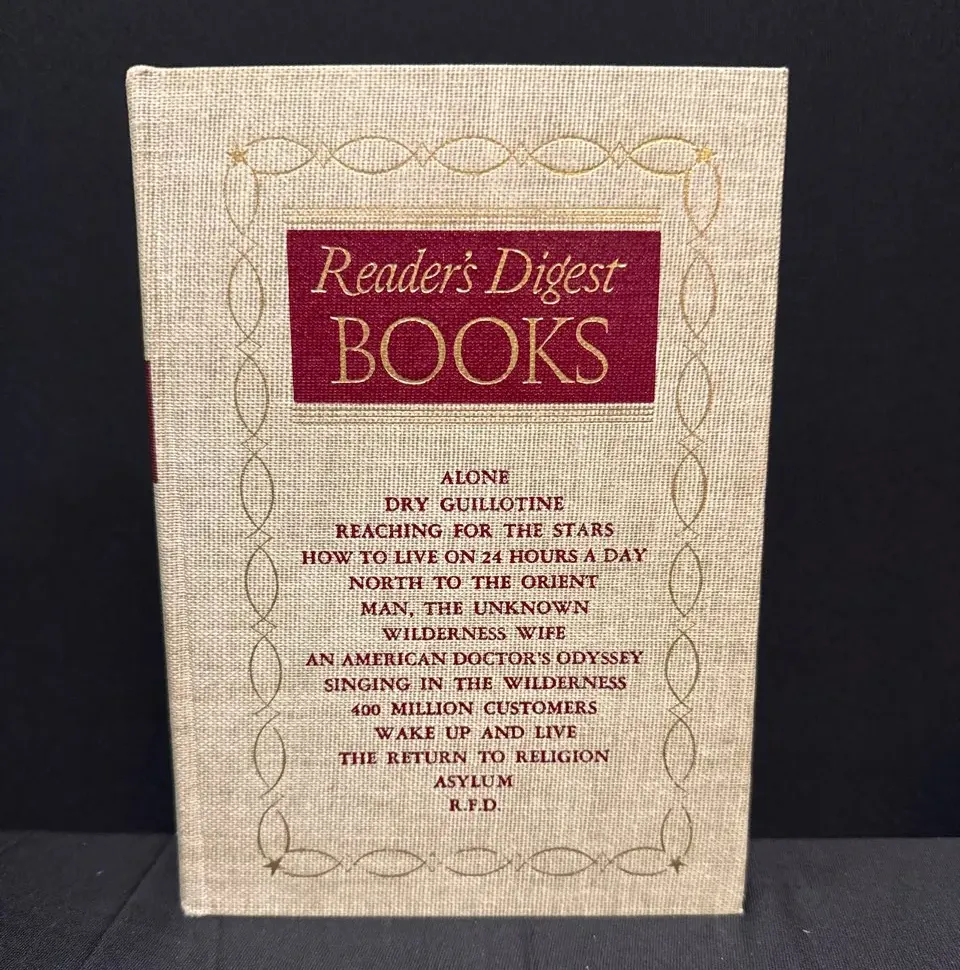 Reader's Digest
BOOKS
ALONE
DRY GUILLOTINE
REACHING FOR THE STARS
HOW TO LIVE ON 24 HOURS A DAY
NORTH TO THE ORIENT
MAN, THE UNKNOWN
WILDERNESS WIFE
AN AMERICAN DOCTOR'S ODYSSEY
SINGING IN THE WILDERNESS
400 MILLION CUSTOMERS
WAKE UP AND LIVE
THE RETURN TO RELIGION
ASYLUM
R.F.D.